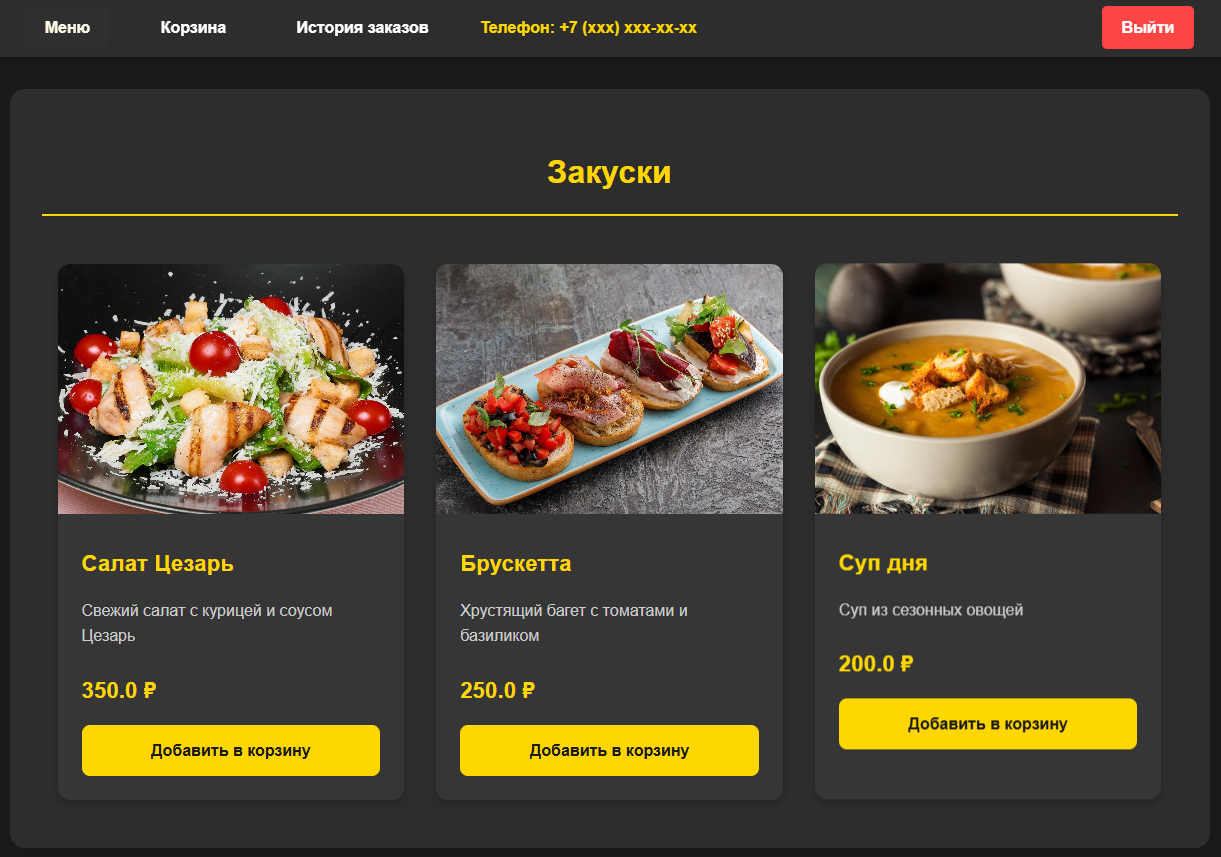 Меню Корзина История заказов Телефон: +7 (xxx) xxx-xx-xx Выйти
Закуски
Салат Цезарь
Свежий салат с курицей и соусом
Цезарь
350.0 ₽
Добавить в корзину
Брускетта
Хрустящий багет с томатами и
базиликом
250.0 ₽
Добавить в корзину
Суп дня
Суп из сезонных овощей
200.0 ₽
Добавить в корзину